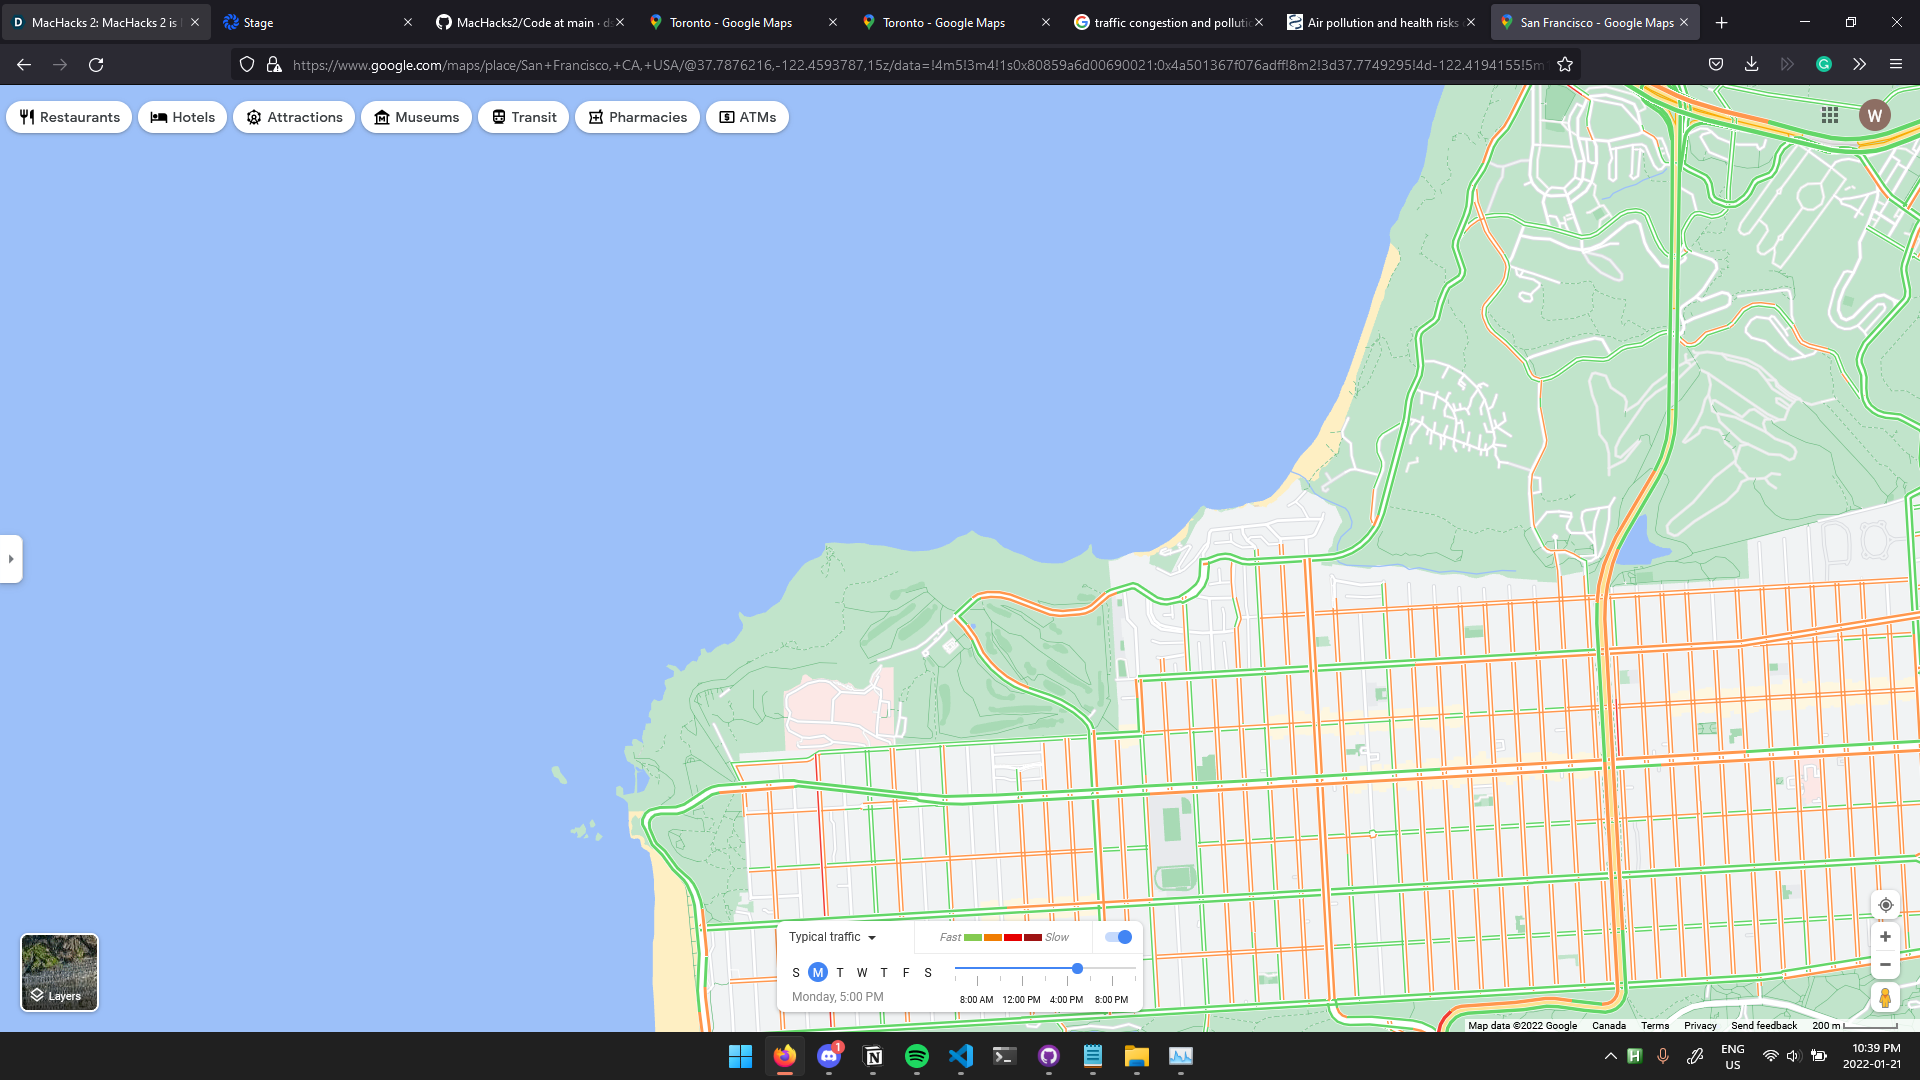 MacHacks 2: MacHacks 2 is
Stage
MacHacks2/Code at main · ds
Toronto - Google Maps
Toronto - Google Maps
traffic congestion and pollutio
Air pollution and health risks
San Francisco - Google Maps
https://www.google.com/maps/place/San+Francisco,+CA,+USA/@37.7876216,-122.4593787,15z/data=!4m5!3m4!1s0x80859a6d00690021:0x4a501367f076adff!8m2!3d37.7749295!4d-122.4194155!5m1
Restaurants
Hotels
Attractions
Museums
Transit
Pharmacies
ATMs
W
Typical traffic
Fast
Slow
S M T W T F S
Monday, 5:00 PM
8:00 AM 12:00 PM 4:00 PM 8:00 PM
Layers
Map data ©2022 Google Canada Terms Privacy Send feedback 200 m
1
ENG
US
10:39 PM
2022-01-21